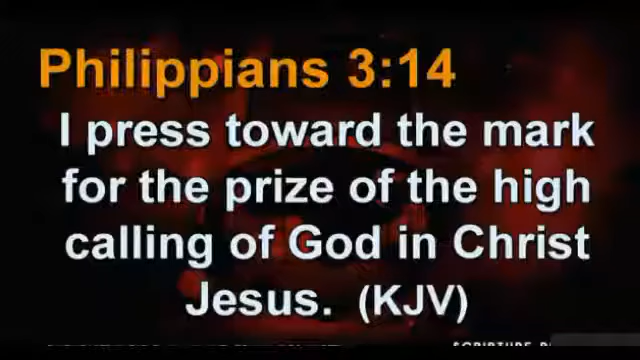 Philippians 3:14
I press toward the mark
for the prize of the high
calling of God in Christ
Jesus. (KJV)
SCRIPTURE